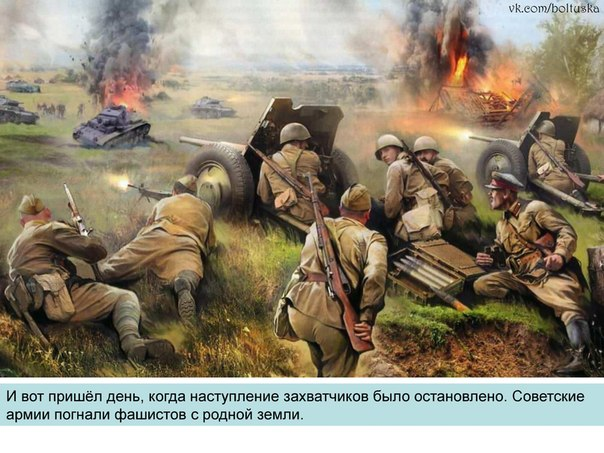 vk.com/boltuska
И вот пришёл день, когда наступление захватчиков было остановлено. Советские
армии погнали фашистов с родной земли.